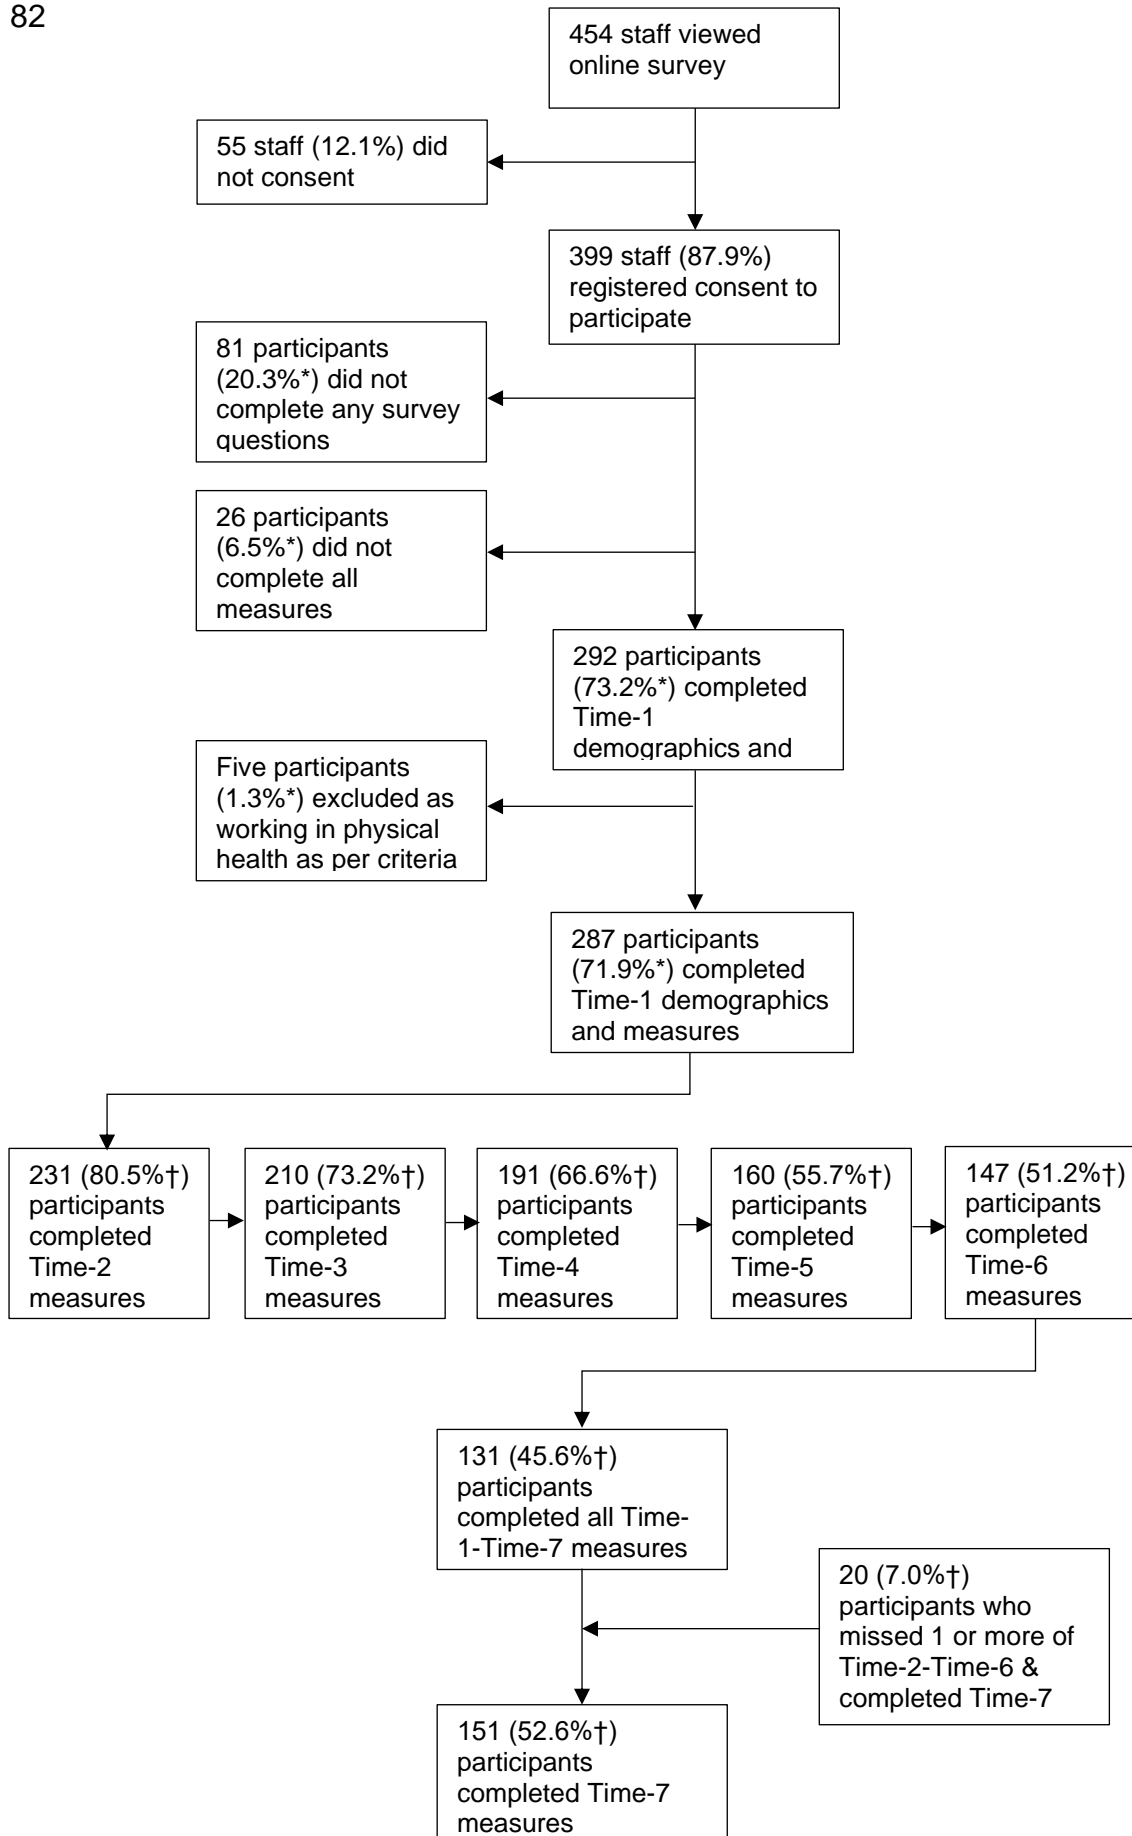 82
454 staff viewed
online survey
55 staff (12.1%) did
not consent
399 staff (87.9%)
registered consent to
participate
81 participants
(20.3%*) did not
complete any survey
questions
26 participants
(6.5%*) did not
complete all
measures
292 participants
(73.2%*) completed
Time-1
demographics and
Five participants
(1.3%*) excluded as
working in physical
health as per criteria
287 participants
(71.9%*) completed
Time-1 demographics
and measures
231 (80.5%†)
participants
completed
Time-2
measures
210 (73.2%†)
participants
completed
Time-3
measures
191 (66.6%†)
participants
completed
Time-4
measures
160 (55.7%†)
participants
completed
Time-5
measures
147 (51.2%†)
participants
completed
Time-6
measures
131 (45.6%†)
participants
completed all Time-
1-Time-7 measures
20 (7.0%†)
participants who
missed 1 or more of
Time-2-Time-6 &
completed Time-7
151 (52.6%†)
participants
completed Time-7
measures